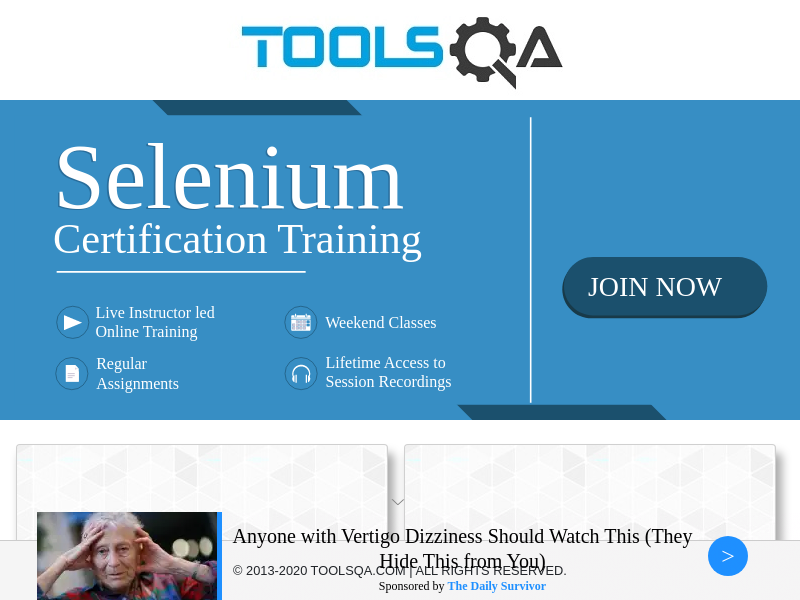 TOOLSQA
Selenium
Certification Training
Live Instructor led
Online Training
Weekend Classes
Regular
Assignments
Lifetime Access to
Session Recordings
JOIN NOW
Anyone with Vertigo Dizziness Should Watch This (They
Hide This from You)
>
© 2013-2020 TOOLSQA.COM | ALL RIGHTS RESERVED.
Sponsored by The Daily Survivor